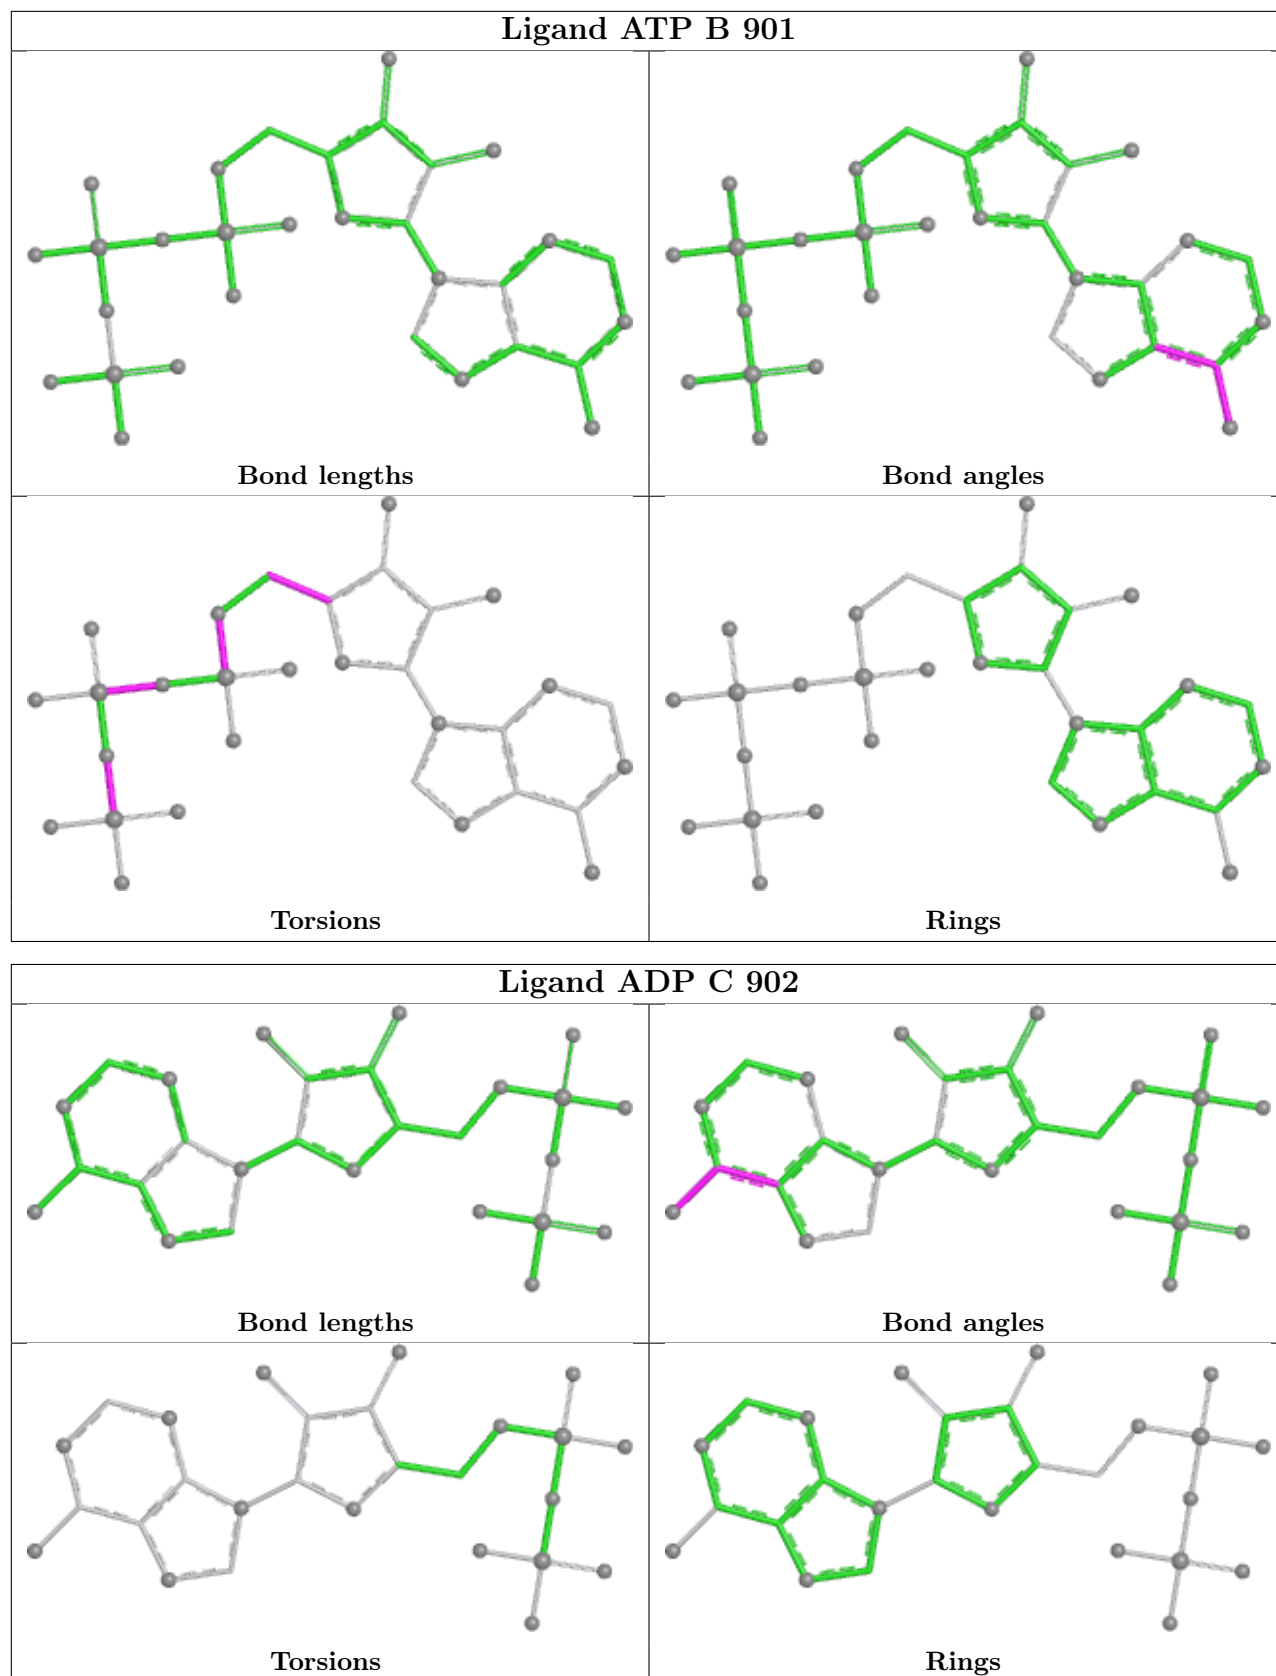 Ligand ATP B 901
Bond lengths
Bond angles
Torsions
Rings
Ligand ADP C 902
Bond lengths
Bond angles
Torsions
Rings